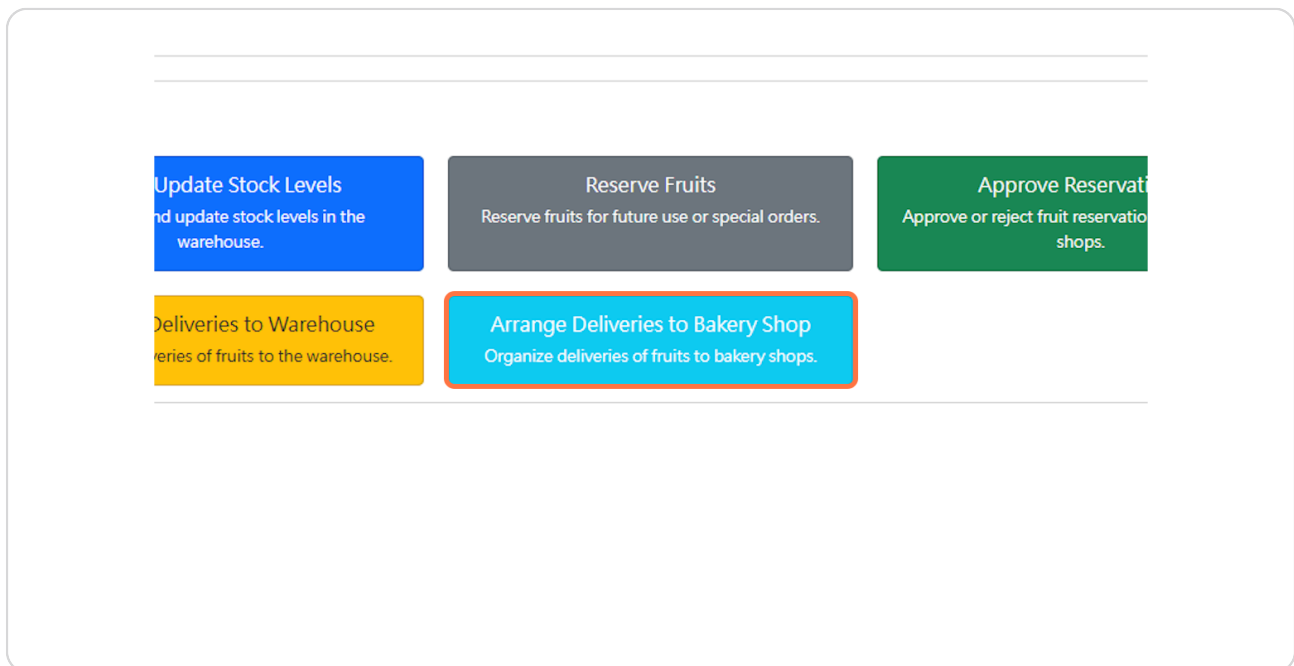 Update Stock Levels
nd update stock levels in the
warehouse.
Reserve Fruits
Reserve fruits for future use or special orders.
Approve Reservati
Approve or reject fruit reservatio
shops.
Deliveries to Warehouse
veries of fruits to the warehouse.
Arrange Deliveries to Bakery Shop
Organize deliveries of fruits to bakery shops.